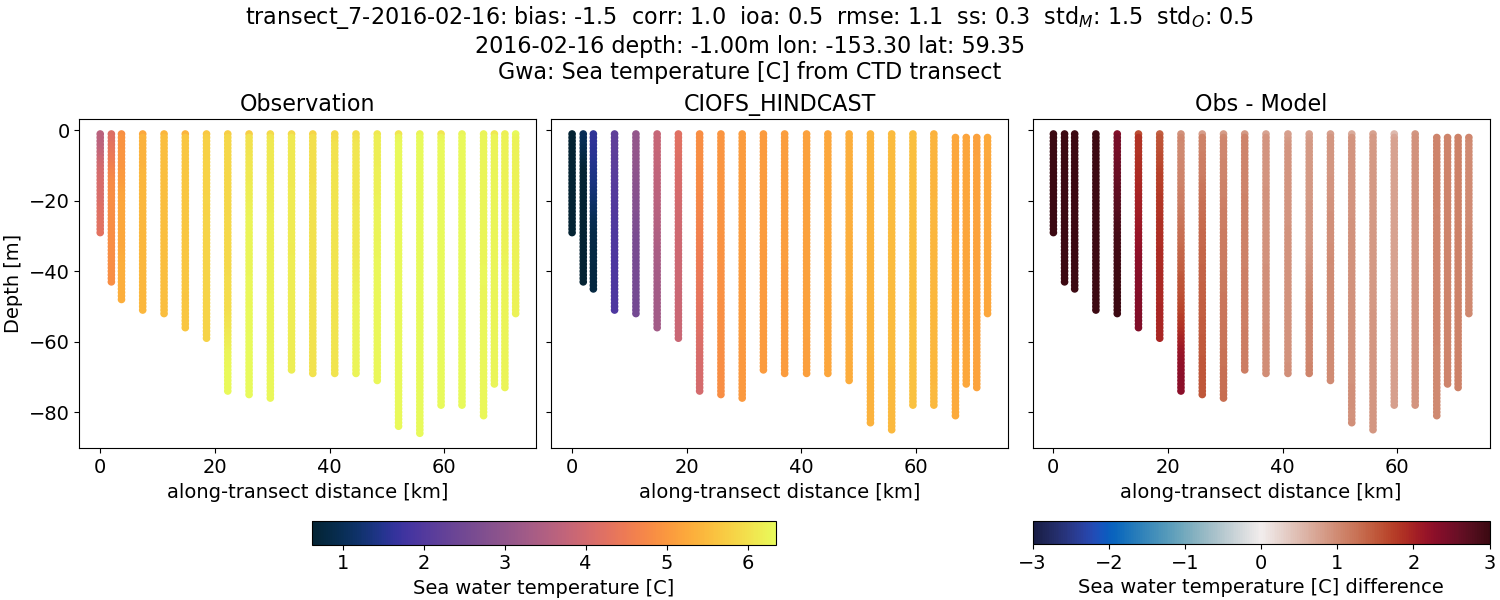 transect_7-2016-02-16: bias: -1.5 corr: 1.0 ioa: 0.5 rmse: 1.1 ss: 0.3 std_M: 1.5 std_O: 0.5
2016-02-16 depth: -1.00m lon: -153.30 lat: 59.35
Gwa: Sea temperature [C] from CTD transect
Observation
CIOFS_HINDCAST
Obs - Model
Depth [m]
0
−20
−40
−60
−80
0 20 40 60
along-transect distance [km]
0 20 40 60
along-transect distance [km]
0 20 40 60
along-transect distance [km]
1 2 3 4 5 6
Sea water temperature [C]
−3 −2 −1 0 1 2 3
Sea water temperature [C] difference